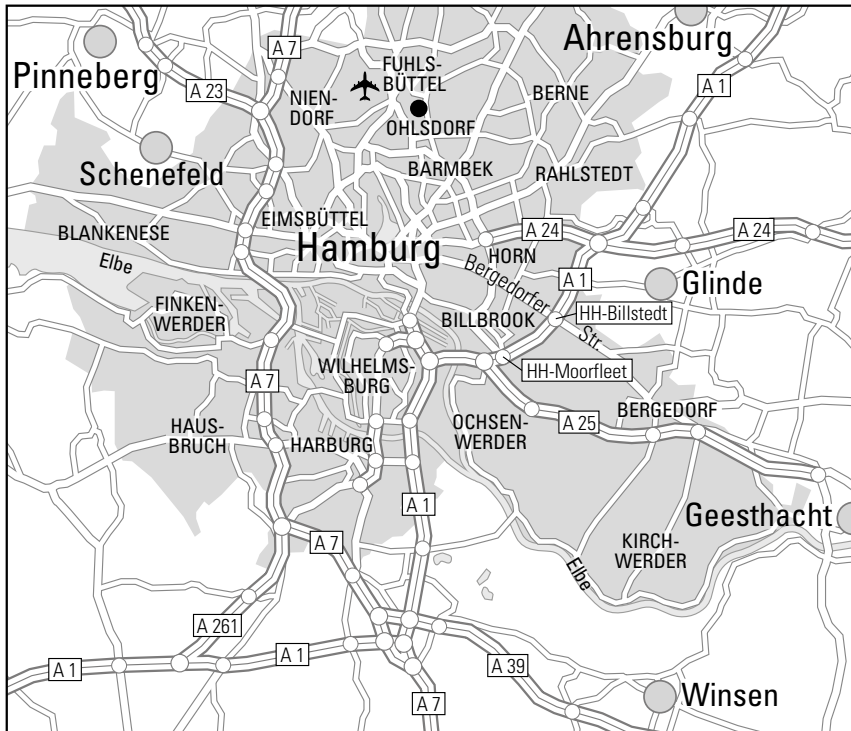 Ahrensburg
Pinneberg
A 7
FUHLS-
BÜTTEL
A 23
NIEN-
DORF
BERNE
A 1
OHLSDORF
Schenefeld
BARMBEK
RAHLSTEDT
EIMSBÜTTEL
BLANKENESE
Hamburg
A 24
A 24
HORN
Elbe
Bergedorfer
Str.
A 1
Glinde
FINKEN-
WERDER
BILLBROOK
HH-Billstedt
WILHELMS-
BURG
HH-Moorfleet
A 7
HAUS-
BRUCH
HARBURG
OCHSEN-
WERDER
A 25
BERGEDORF
A 1
Geesthacht
A 7
KIRCH-
WERDER
Elbe
A 261
A 1
A 1
A 39
A 7
Winsen